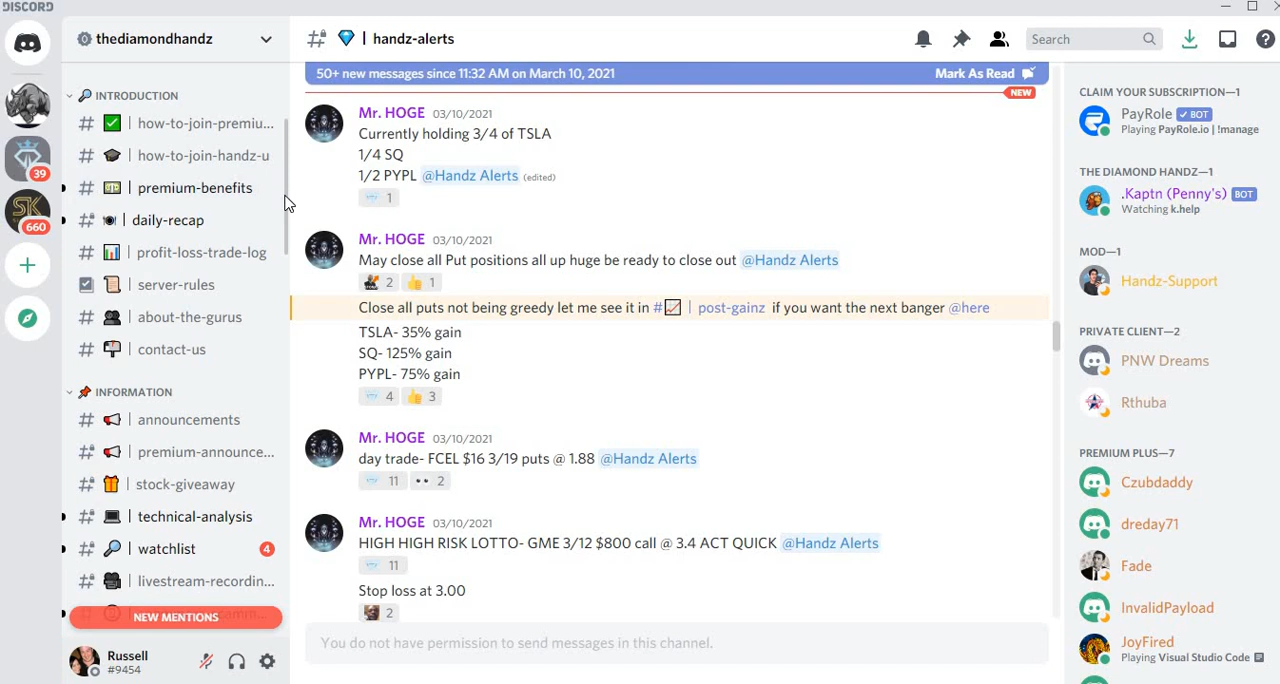 DISCORD
thediamondhandz
INTRODUCTION
how-to-join-premiu...
how-to-join-handz-u
premium-benefits
daily-recap
profit-loss-trade-log
server-rules
about-the-gurus
contact-us
INFORMATION
announcements
premium-announce...
stock-giveaway
technical-analysis
watchlist 4
livestream-recordin...
NEW MENTIONS
Russell
#9454
39
SK
660
| handz-alerts
Search
50+ new messages since 11:32 AM on March 10, 2021 Mark As Read
NEW
Mr. HOGE 03/10/2021
Currently holding 3/4 of TSLA
1/4 SQ
1/2 PYPL @Handz Alerts (edited)
1
Mr. HOGE 03/10/2021
May close all Put positions all up huge be ready to close out @Handz Alerts
2 1
Close all puts not being greedy let me see it in # | post-gainz if you want the next banger @here
TSLA- 35% gain
SQ- 125% gain
PYPL- 75% gain
4 3
Mr. HOGE 03/10/2021
day trade- FCEL $16 3/19 puts @ 1.88 @Handz Alerts
11 2
Mr. HOGE 03/10/2021
HIGH HIGH RISK LOTTO- GME 3/12 $800 call @ 3.4 ACT QUICK @Handz Alerts
11
Stop loss at 3.00
2
You do not have permission to send messages in this channel.
CLAIM YOUR SUBSCRIPTION—1
PayRole BOT
Playing PayRole.io | !manage
THE DIAMOND HANDZ—1
.Kaptn (Penny's) BOT
Watching k.help
MOD—1
Handz-Support
PRIVATE CLIENT—2
PNW Dreams
Rthuba
PREMIUM PLUS—7
Czubdaddy
dreday71
Fade
InvalidPayload
JoyFired
Playing Visual Studio Code